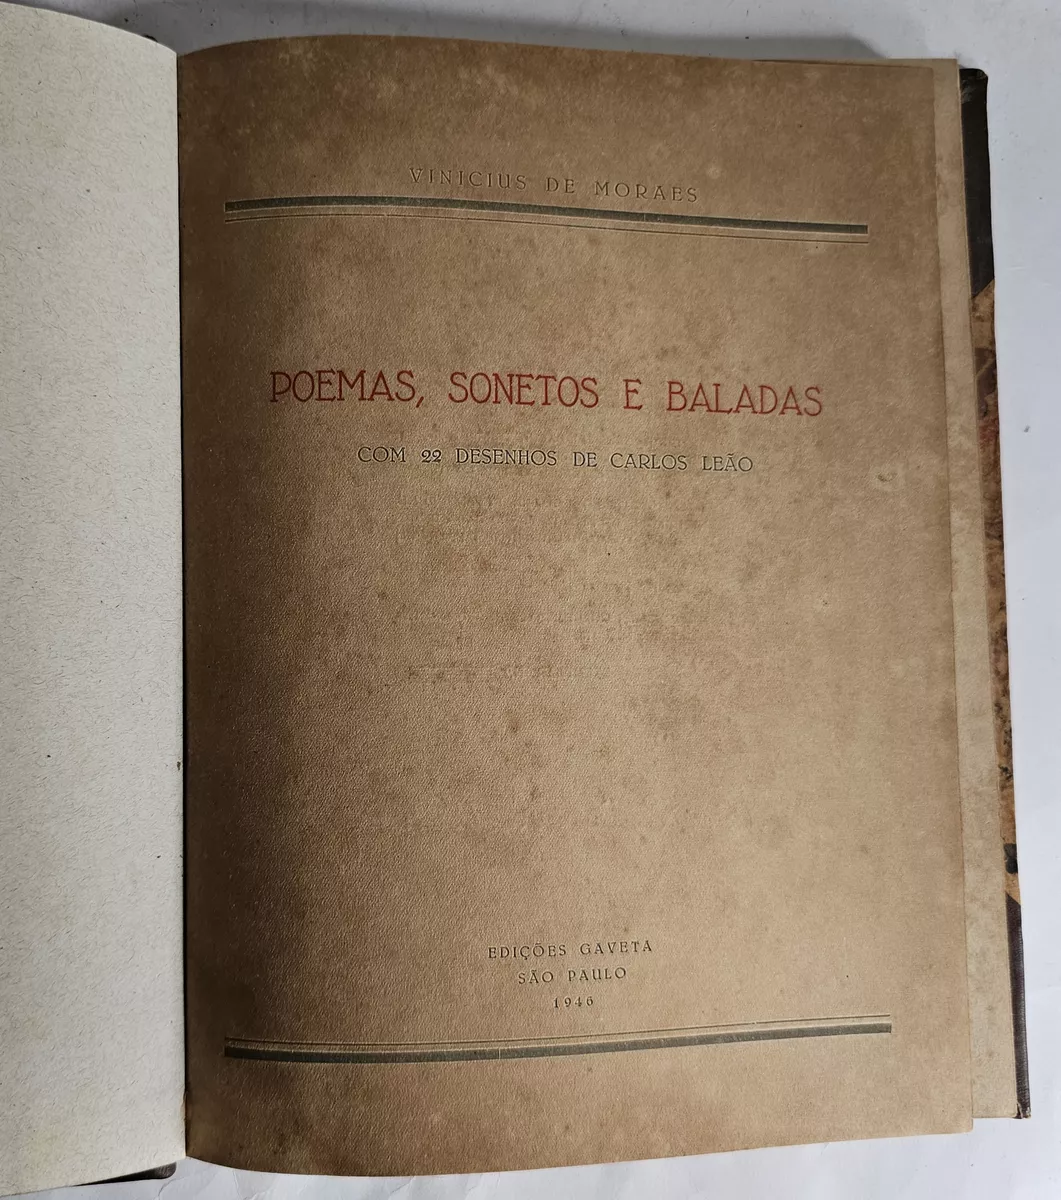 VINICIUS DE MORAES
POEMAS, SONETOS E BALADAS
COM 22 DESENHOS DE CARLOS LEÃO
EDIÇÕES GAVETA
SÃO PAULO
1946